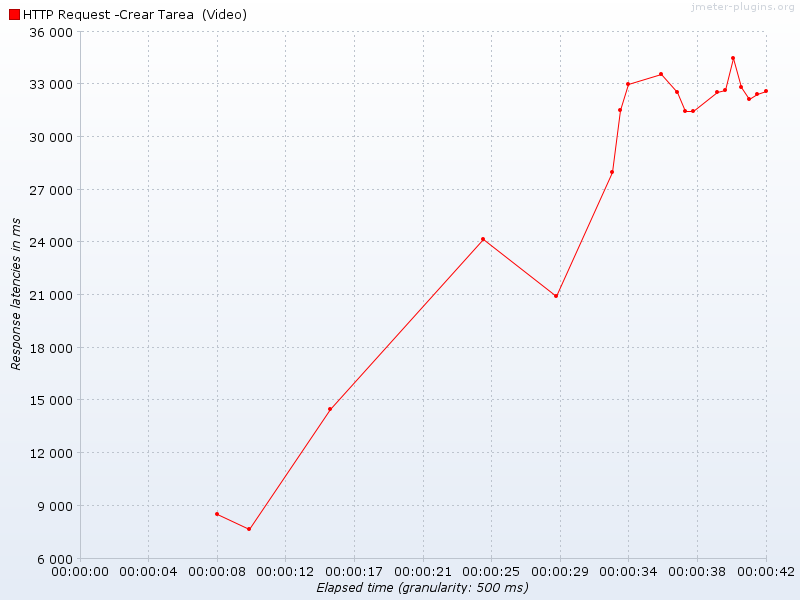 jmeter-plugins.org
HTTP Request -Crear Tarea  (Video)
36 000
33 000
30 000
27 000
24 000
21 000
18 000
15 000
12 000
9 000
6 000
Response latencies in ms
00:00:00 00:00:04 00:00:08 00:00:12 00:00:17 00:00:21 00:00:25 00:00:29 00:00:34 00:00:38 00:00:42
Elapsed time (granularity: 500 ms)